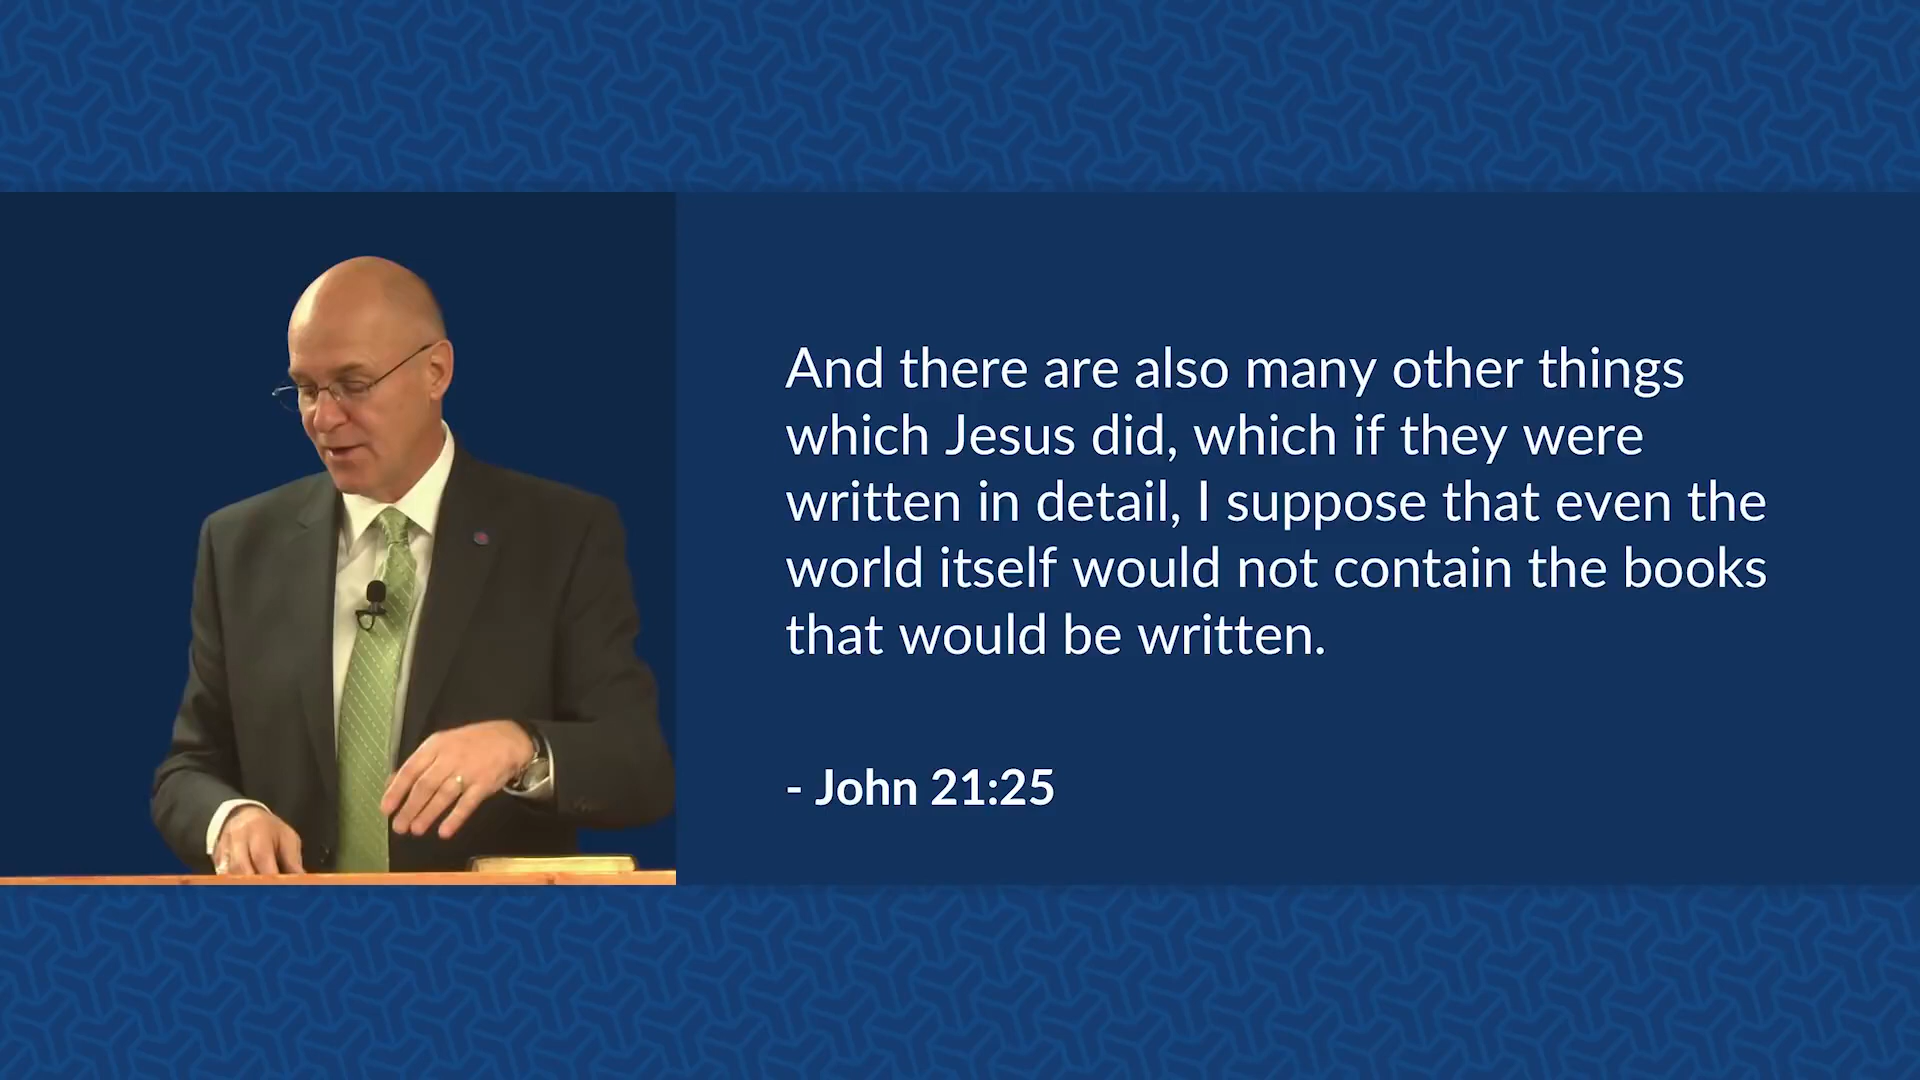 And there are also many other things
which Jesus did, which if they were
written in detail, I suppose that even the
world itself would not contain the books
that would be written.
- John 21:25